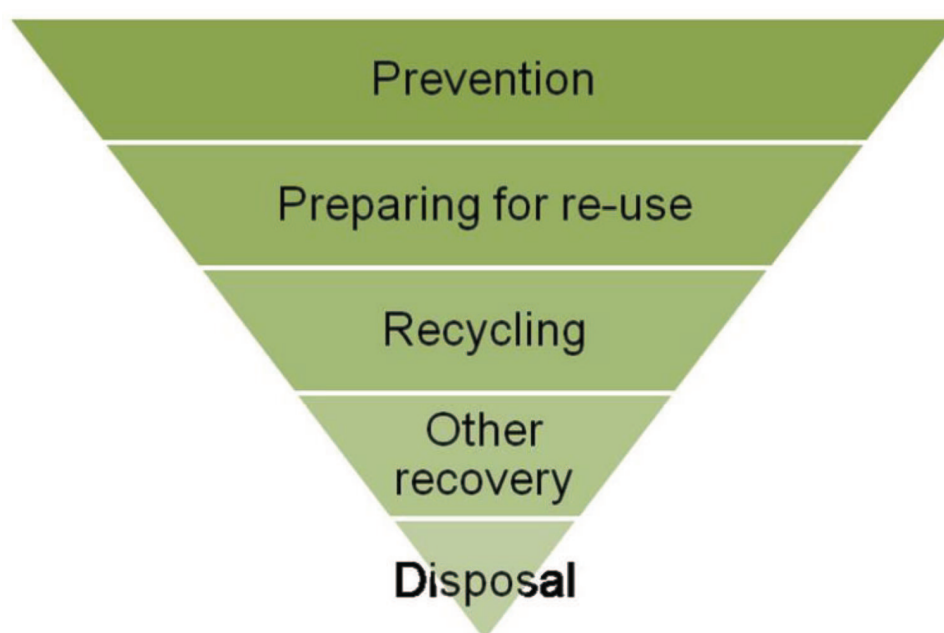 Prevention
Preparing for re-use
Recycling
Other
recovery
Disposal